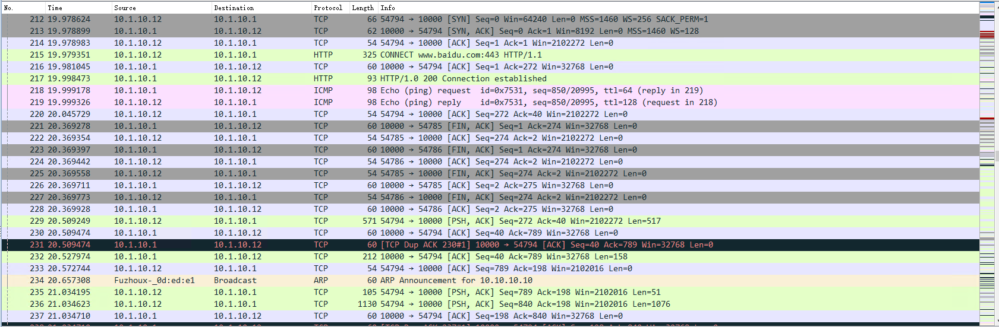 No. Time Source Destination Protocol Length Info
212 19.978624 10.1.10.12 10.1.10.1 TCP 66 54794 → 10000 [SYN] Seq=0 Win=64240 Len=0 MSS=1460 WS=256 SACK_PERM=1
213 19.978899 10.1.10.1 10.1.10.12 TCP 62 10000 → 54794 [SYN, ACK] Seq=0 Ack=1 Win=8192 Len=0 MSS=1460 WS=128
214 19.978983 10.1.10.12 10.1.10.1 TCP 54 54794 → 10000 [ACK] Seq=1 Ack=1 Win=2102272 Len=0
215 19.979351 10.1.10.12 10.1.10.1 HTTP 325 CONNECT www.baidu.com:443 HTTP/1.1
216 19.981045 10.1.10.1 10.1.10.12 TCP 60 10000 → 54794 [ACK] Seq=1 Ack=272 Win=32768 Len=0
217 19.998473 10.1.10.1 10.1.10.12 HTTP 93 HTTP/1.0 200 Connection established
218 19.999178 10.1.10.1 10.1.10.12 ICMP 98 Echo (ping) request id=0x7531, seq=850/20995, ttl=64 (reply in 219)
219 19.999326 10.1.10.12 10.1.10.1 ICMP 98 Echo (ping) reply id=0x7531, seq=850/20995, ttl=128 (request in 218)
220 20.045729 10.1.10.12 10.1.10.1 TCP 54 54794 → 10000 [ACK] Seq=272 Ack=40 Win=2102272 Len=0
221 20.369278 10.1.10.1 10.1.10.12 TCP 60 10000 → 54785 [FIN, ACK] Seq=1 Ack=274 Win=32768 Len=0
222 20.369354 10.1.10.12 10.1.10.1 TCP 54 54785 → 10000 [ACK] Seq=274 Ack=2 Win=2102272 Len=0
223 20.369397 10.1.10.1 10.1.10.12 TCP 60 10000 → 54786 [FIN, ACK] Seq=1 Ack=274 Win=32768 Len=0
224 20.369442 10.1.10.12 10.1.10.1 TCP 54 54786 → 10000 [ACK] Seq=274 Ack=2 Win=2102272 Len=0
225 20.369558 10.1.10.12 10.1.10.1 TCP 54 54785 → 10000 [FIN, ACK] Seq=274 Ack=2 Win=2102272 Len=0
226 20.369711 10.1.10.1 10.1.10.12 TCP 60 10000 → 54785 [ACK] Seq=2 Ack=275 Win=32768 Len=0
227 20.369773 10.1.10.12 10.1.10.1 TCP 54 54786 → 10000 [FIN, ACK] Seq=274 Ack=2 Win=2102272 Len=0
228 20.369928 10.1.10.1 10.1.10.12 TCP 60 10000 → 54786 [ACK] Seq=2 Ack=275 Win=32768 Len=0
229 20.509249 10.1.10.12 10.1.10.1 TCP 571 54794 → 10000 [PSH, ACK] Seq=272 Ack=40 Win=2102272 Len=517
230 20.509474 10.1.10.1 10.1.10.12 TCP 60 10000 → 54794 [ACK] Seq=40 Ack=789 Win=32768 Len=0
231 20.509474 10.1.10.1 10.1.10.12 TCP 60 [TCP Dup ACK 230#1] 10000 → 54794 [ACK] Seq=40 Ack=789 Win=32768 Len=0
232 20.527974 10.1.10.1 10.1.10.12 TCP 212 10000 → 54794 [ACK] Seq=40 Ack=789 Win=32768 Len=158
233 20.572744 10.1.10.12 10.1.10.1 TCP 54 54794 → 10000 [ACK] Seq=789 Ack=198 Win=2102016 Len=0
234 20.657308 Fuzhoux-_0d:ed:e1 Broadcast ARP 60 ARP Announcement for 10.10.10.10
235 21.034195 10.1.10.12 10.1.10.1 TCP 105 54794 → 10000 [PSH, ACK] Seq=789 Ack=198 Win=2102016 Len=51
236 21.034623 10.1.10.12 10.1.10.1 TCP 1130 54794 → 10000 [PSH, ACK] Seq=840 Ack=198 Win=2102016 Len=1076
237 21.034710 10.1.10.1 10.1.10.12 TCP 60 10000 → 54794 [ACK] Seq=198 Ack=840 Win=32768 Len=0